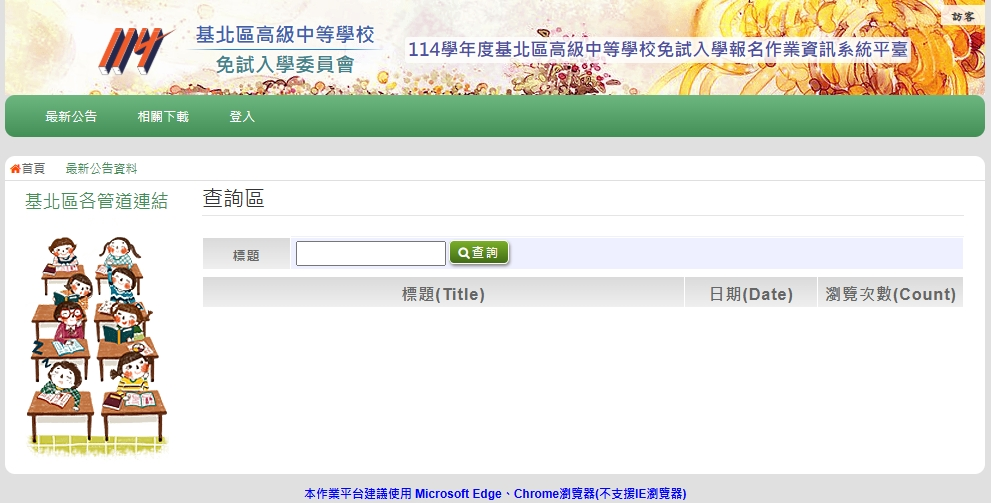 訪客
基北區高級中等學校
免試入學委員會
114學年度基北區高級中等學校免試入學報名作業資訊系統平臺
最新公告 相關下載 登入
首頁 最新公告資料
基北區各管道連結
查詢區
標題 查詢
標題(Title) 日期(Date) 瀏覽次數(Count)
本作業平台建議使用 Microsoft Edge、Chrome瀏覽器(不支援IE瀏覽器)